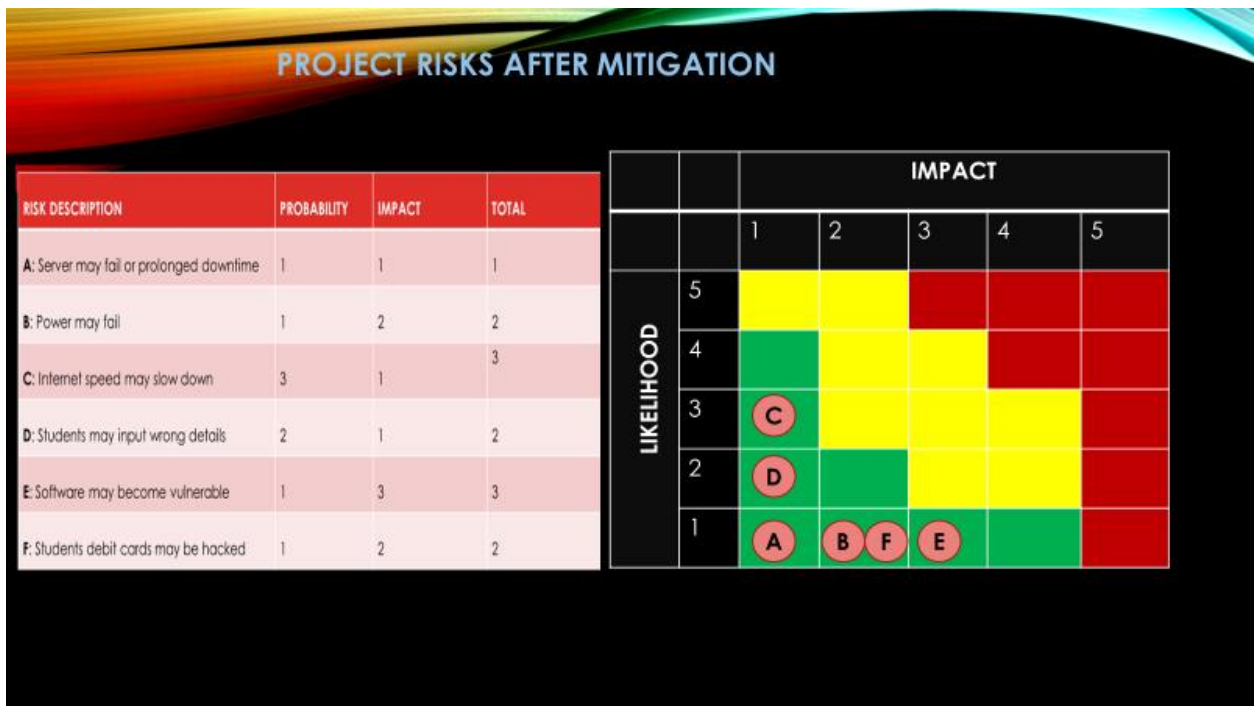 PROJECT RISKS AFTER MITIGATION
RISK DESCRIPTION PROBABILITY IMPACT TOTAL
A: Server may fail or prolonged downtime 1 1 1
B: Power may fail 1 2 2
C: Internet speed may slow down 3 1 3
D: Students may input wrong details 2 1 2
E: Software may become vulnerable 1 3 3
F: Students debit cards may be hacked 1 2 2
IMPACT
1 2 3 4 5
LIKELIHOOD
5
4
3 C
2 D
1 A B F E